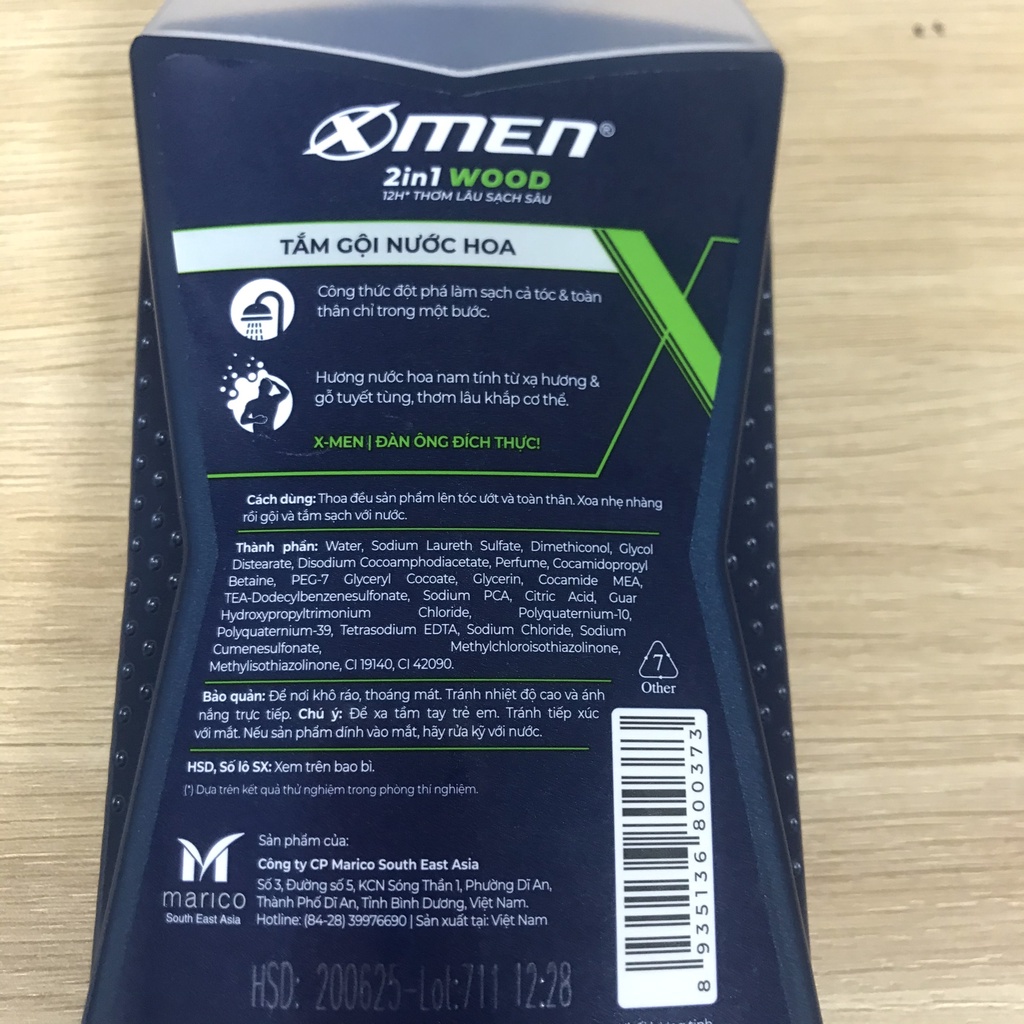 X-MEN®
2in1 WOOD
12H* THƠM LÂU SẠCH SÂU
TẮM GỘI NƯỚC HOA
Công thức đột phá làm sạch cả tóc & toàn
thân chỉ trong một bước.
Hương nước hoa nam tính từ xạ hương &
gỗ tuyết tùng, thơm lâu khắp cơ thể.
X-MEN | ĐÀN ÔNG ĐÍCH THỰC!
Cách dùng: Thoa đều sản phẩm lên tóc ướt và toàn thân. Xoa nhẹ nhàng
rồi gội và tắm sạch với nước.
Thành phần: Water, Sodium Laureth Sulfate, Dimethiconol, Glycol
Distearate, Disodium Cocoamphodiacetate, Perfume, Cocamidopropyl
Betaine, PEG-7 Glyceryl Cocoate, Glycerin, Cocamide MEA,
TEA-Dodecylbenzenesulfonate, Sodium PCA, Citric Acid, Guar
Hydroxypropyltrimonium Chloride, Polyquaternium-10,
Polyquaternium-39, Tetrasodium EDTA, Sodium Chloride, Sodium
Cumenesulfonate, Methylchloroisothiazolinone,
Methylisothiazolinone, CI 19140, CI 42090.
7
Other
Bảo quản: Để nơi khô ráo, thoáng mát. Tránh nhiệt độ cao và ánh
nắng trực tiếp. Chú ý: Để xa tầm tay trẻ em. Tránh tiếp xúc
với mắt. Nếu sản phẩm dính vào mắt, hãy rửa kỹ với nước.
HSD, Số lô SX: Xem trên bao bì.
(*) Dựa trên kết quả thử nghiệm trong phòng thí nghiệm.
marico
South East Asia
Sản phẩm của:
Công ty CP Marico South East Asia
Số 3, Đường số 5, KCN Sóng Thần 1, Phường Dĩ An,
Thành Phố Dĩ An, Tỉnh Bình Dương, Việt Nam.
Hotline: (84-28) 39976690 | Sản xuất tại: Việt Nam
8 935136 800373
HSD: 200625-Lot:711 12:28